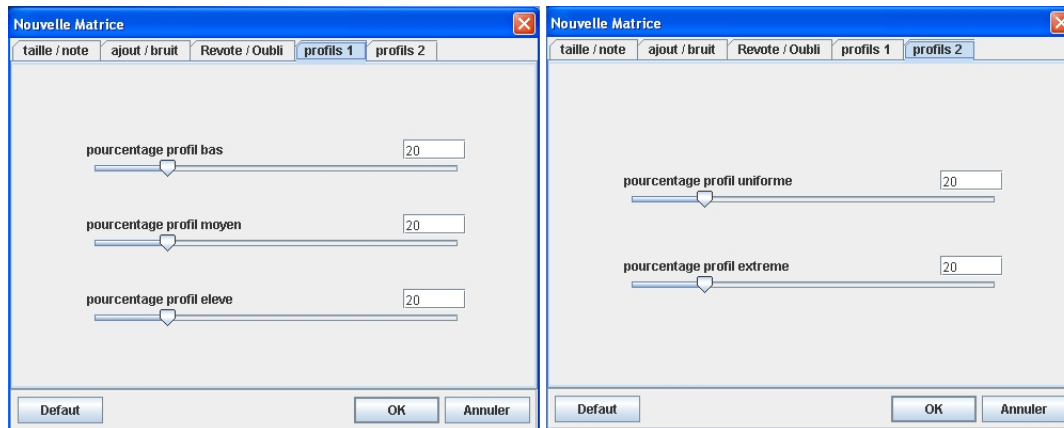 Nouvelle Matrice
taille / note ajout / bruit Revote / Oubli profils 1 profils 2
pourcentage profil bas 20
pourcentage profil moyen 20
pourcentage profil eleve 20
Defaut OK Annuler
Nouvelle Matrice
taille / note ajout / bruit Revote / Oubli profils 1 profils 2
pourcentage profil uniforme 20
pourcentage profil extreme 20
Defaut OK Annuler